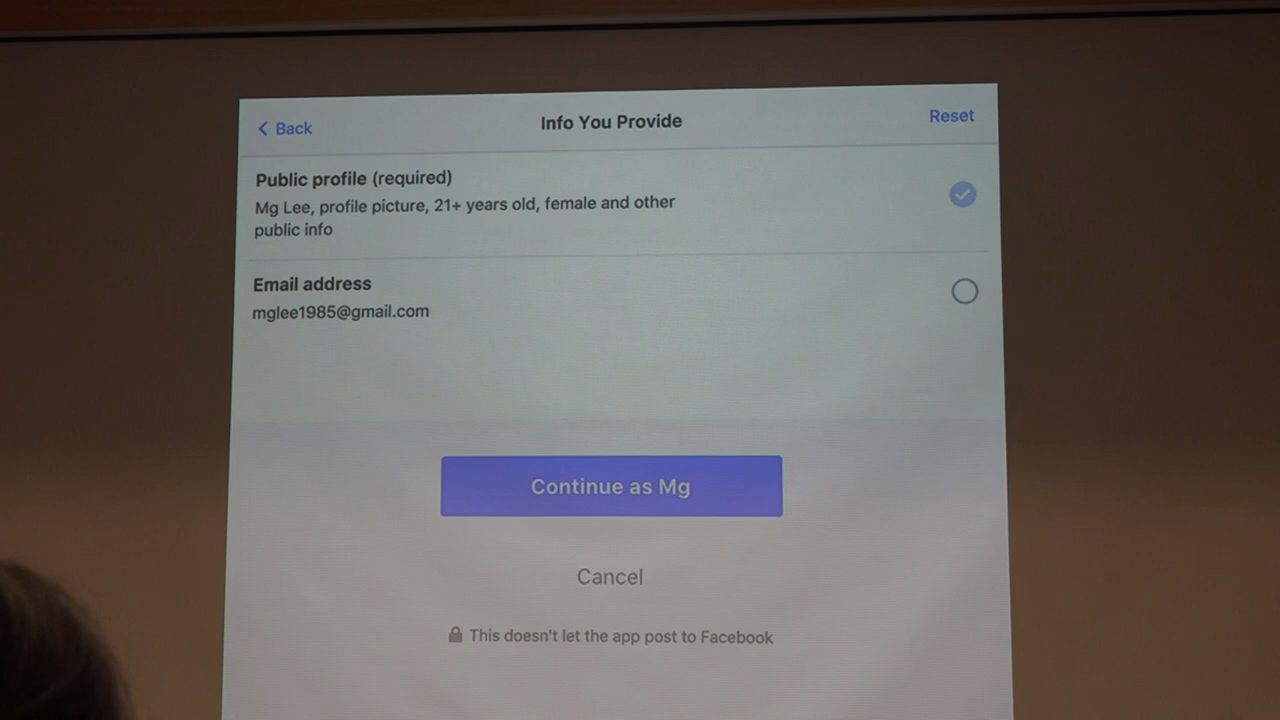 Back
Info You Provide
Reset
Public profile (required)
Mg Lee, profile picture, 21+ years old, female and other
public info
Email address
mglee1985@gmail.com
Continue as Mg
Cancel
This doesn't let the app post to Facebook